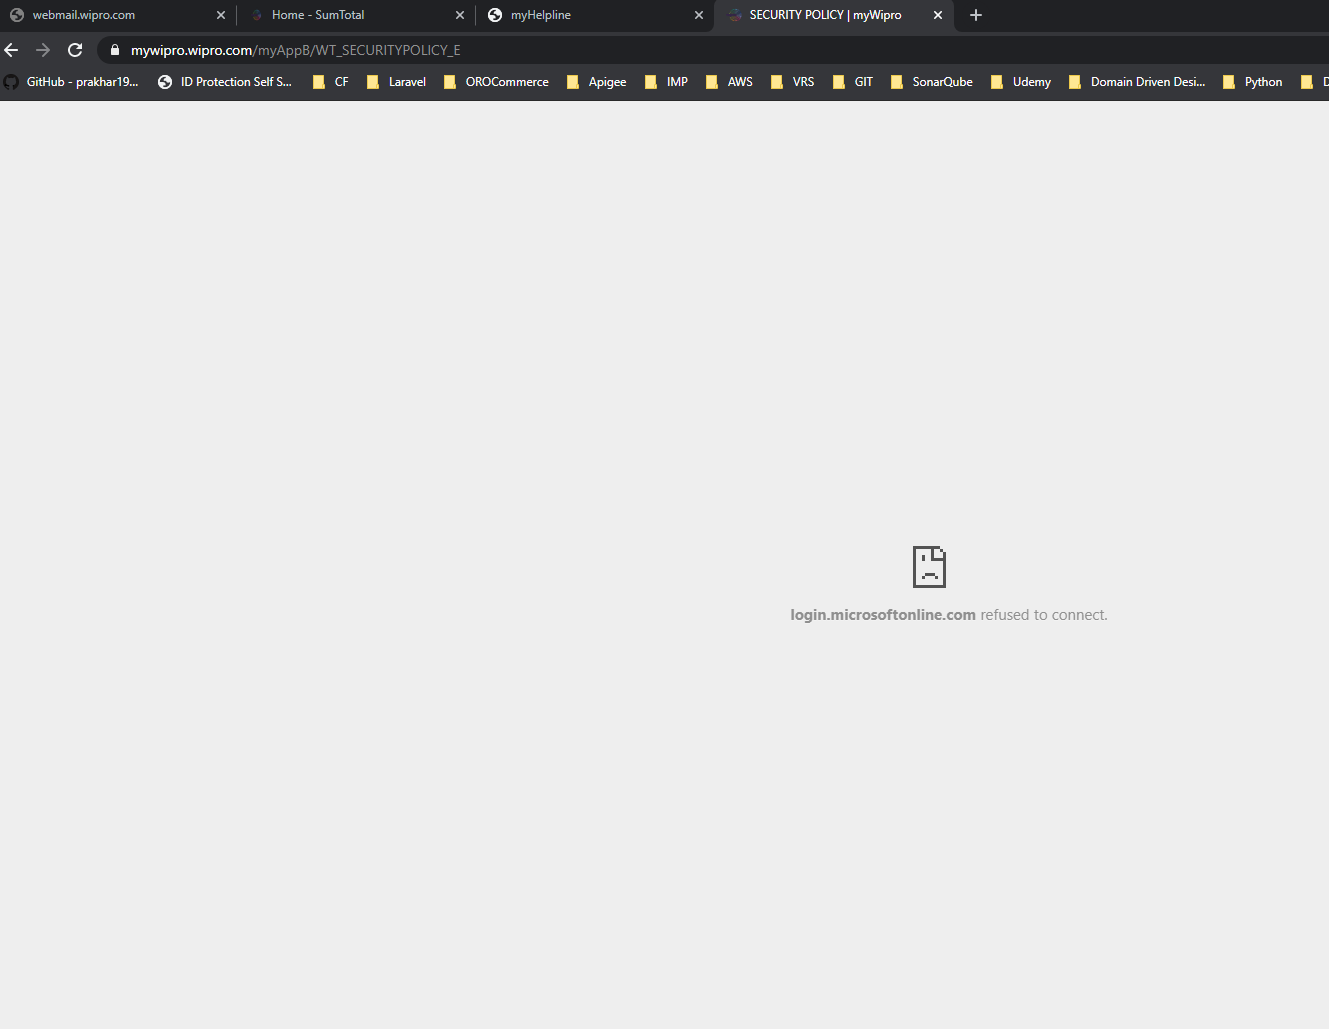 webmail.wipro.com Home - SumTotal myHelpline SECURITY POLICY | myWipro
mywipro.wipro.com/myAppB/WT_SECURITYPOLICY_E
GitHub - prakhar19... ID Protection Self S... CF Laravel OROCommerce Apigee IMP AWS VRS GIT SonarQube Udemy Domain Driven Desi... Python D
login.microsoftonline.com refused to connect.